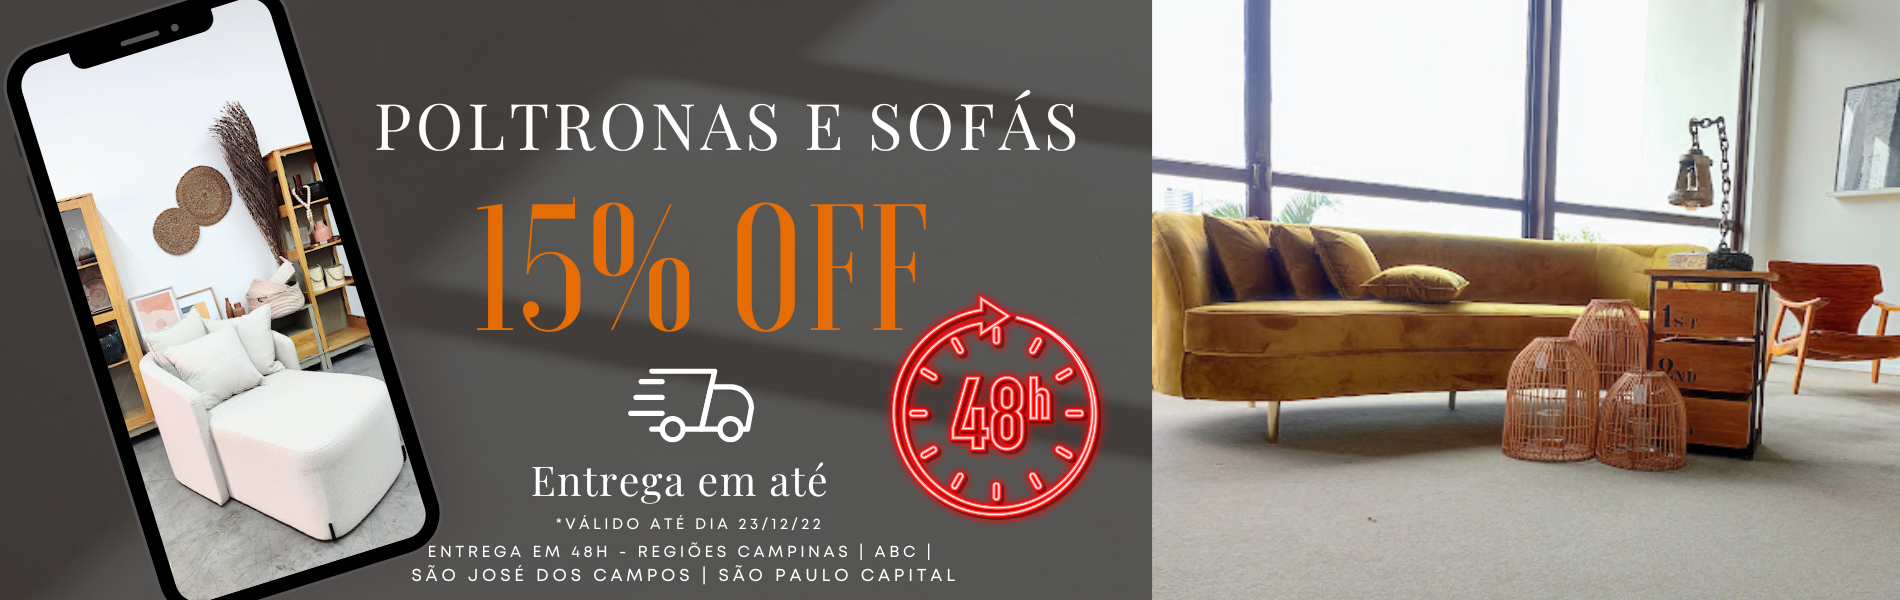 POLTRONAS E SOFÁS
15% OFF
48h
Entrega em até
*VÁLIDO ATÉ DIA 23/12/22
ENTREGA EM 48H - REGIÕES CAMPINAS | ABC |
SÃO JOSÉ DOS CAMPOS | SÃO PAULO CAPITAL
1ST
2ND